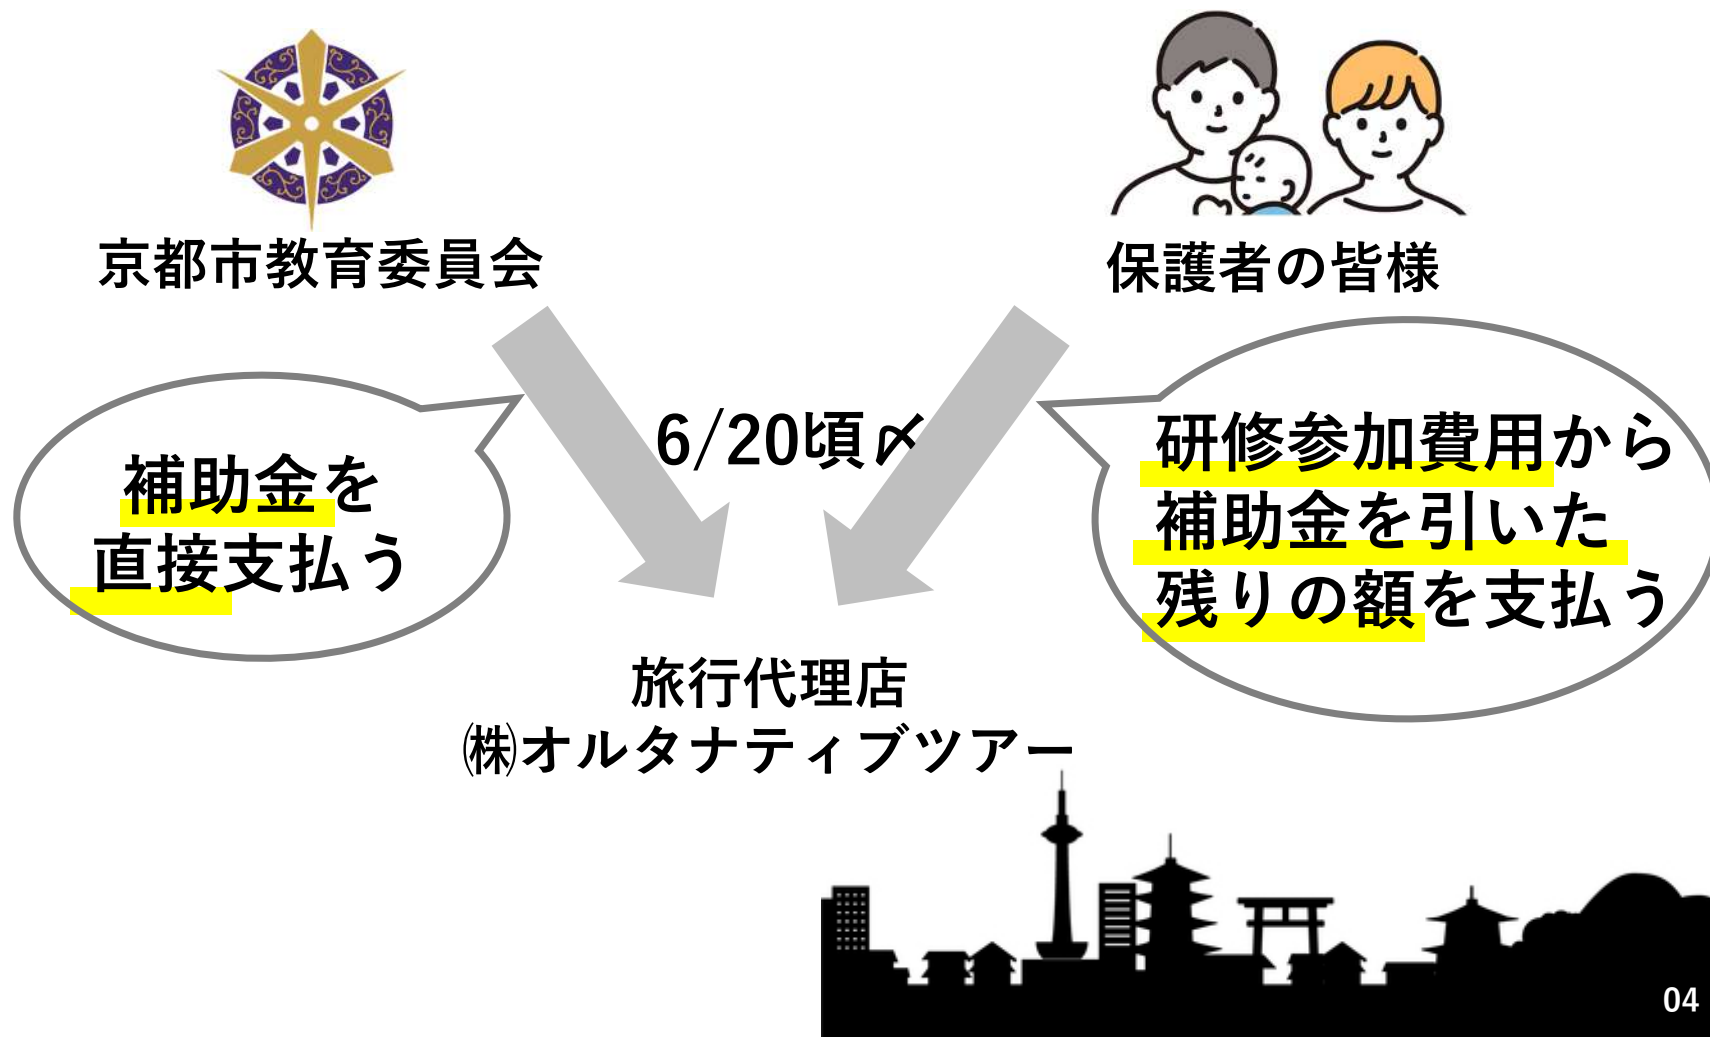 京都市教育委員会
保護者の皆様
補助金を
直接支払う
6/20頃〆
研修参加費用から
補助金を引いた
残りの額を支払う
旅行代理店
㈱オルタナティブツアー
04